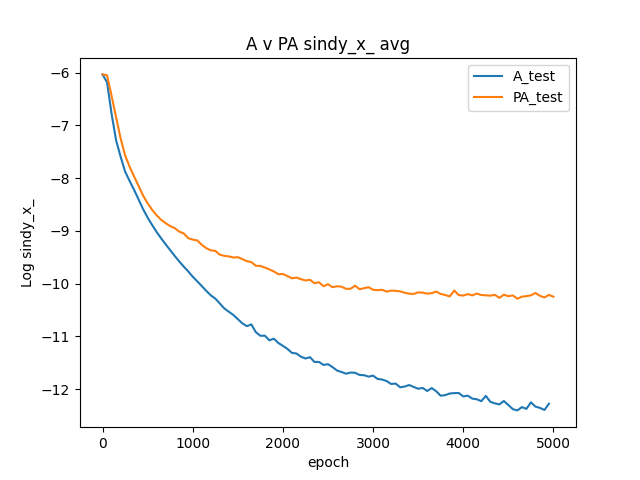 A v PA sindy_x_ avg
A_test
PA_test
Log sindy_x_
−6
−7
−8
−9
−10
−11
−12
0
1000
2000
3000
4000
5000
epoch